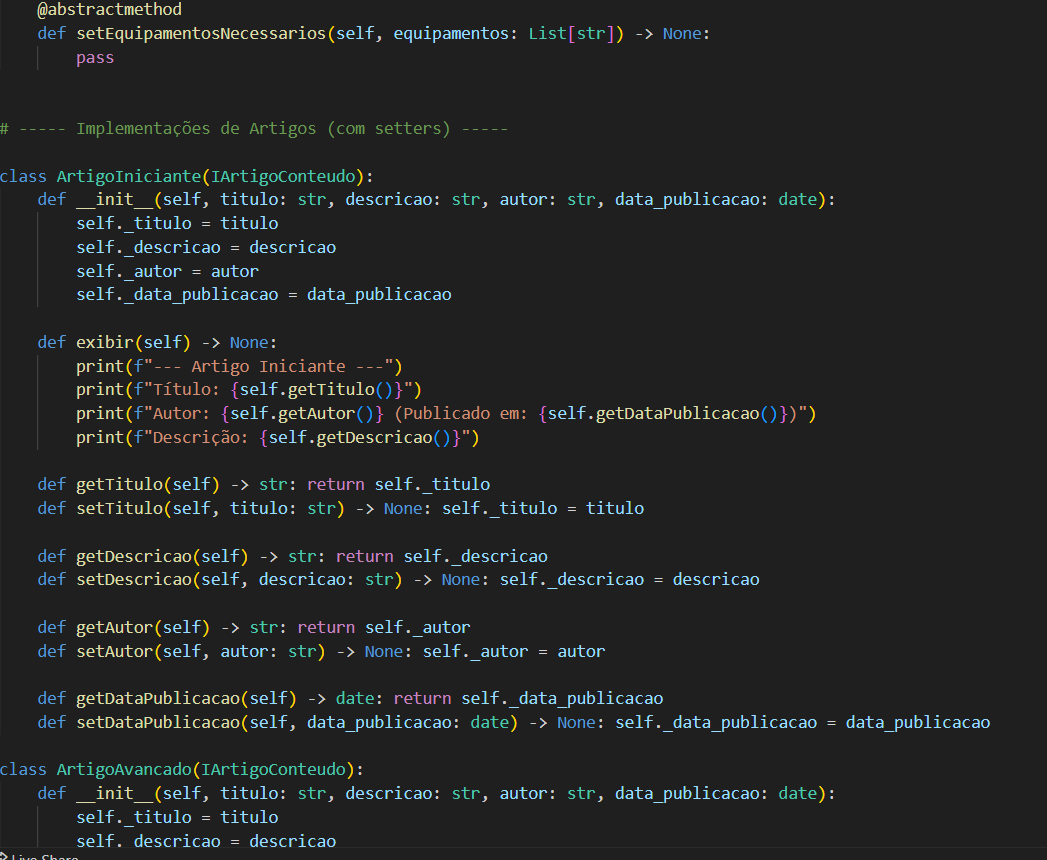 @abstractmethod
    def setEquipamentosNecessarios(self, equipamentos: List[str]) -> None:
        pass
# ----- Implementações de Artigos (com setters) -----
class ArtigoIniciante(IArtigoConteudo):
    def __init__(self, titulo: str, descricao: str, autor: str, data_publicacao: date):
        self._titulo = titulo
        self._descricao = descricao
        self._autor = autor
        self._data_publicacao = data_publicacao
    def exibir(self) -> None:
        print(f"--- Artigo Iniciante ---")
        print(f"Título: {self.getTitulo()}")
        print(f"Autor: {self.getAutor()} (Publicado em: {self.getDataPublicacao()})")
        print(f"Descrição: {self.getDescricao()}")
    def getTitulo(self) -> str: return self._titulo
    def setTitulo(self, titulo: str) -> None: self._titulo = titulo
    def getDescricao(self) -> str: return self._descricao
    def setDescricao(self, descricao: str) -> None: self._descricao = descricao
    def getAutor(self) -> str: return self._autor
    def setAutor(self, autor: str) -> None: self._autor = autor
    def getDataPublicacao(self) -> date: return self._data_publicacao
    def setDataPublicacao(self, data_publicacao: date) -> None: self._data_publicacao = data_publicacao
class ArtigoAvancado(IArtigoConteudo):
    def __init__(self, titulo: str, descricao: str, autor: str, data_publicacao: date):
        self._titulo = titulo
        self._descricao = descricao
Live Share